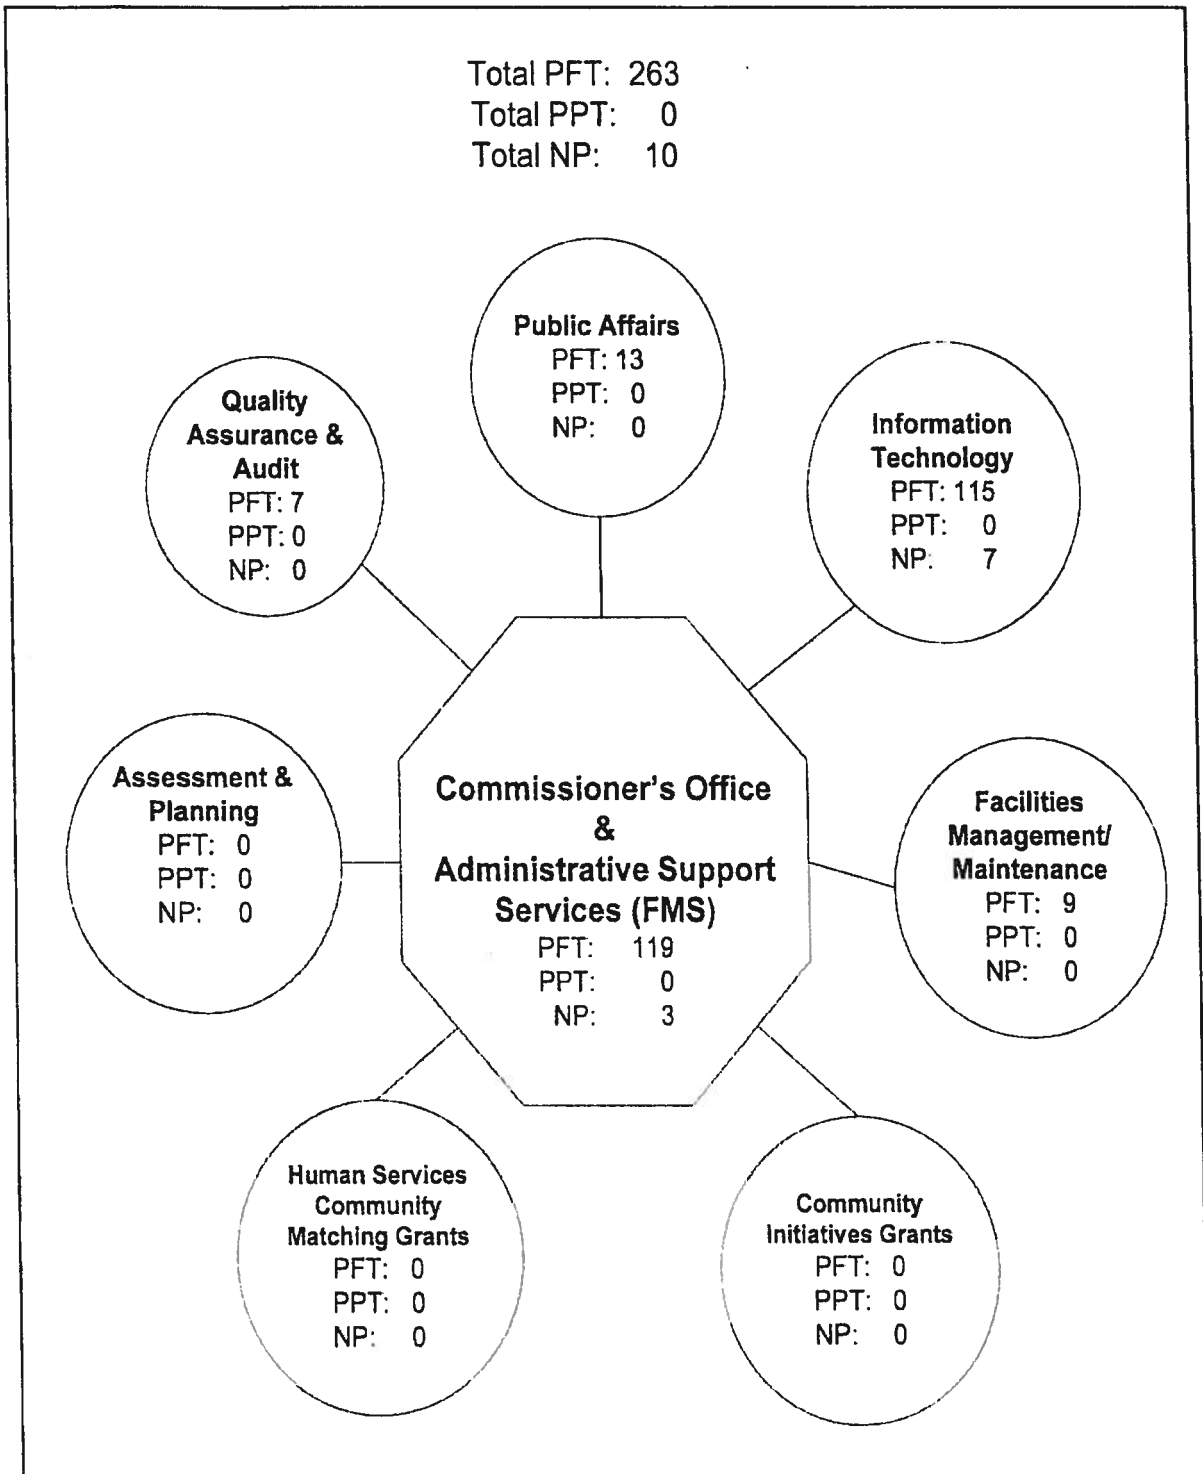 Total PFT: 263
Total PPT: 0
Total NP: 10
Public Affairs
PFT: 13
PPT: 0
NP: 0
Quality
Assurance &
Audit
PFT: 7
PPT: 0
NP: 0
Information
Technology
PFT: 115
PPT: 0
NP: 7
Assessment &
Planning
PFT: 0
PPT: 0
NP: 0
Commissioner's Office
&
Administrative Support
Services (FMS)
PFT: 119
PPT: 0
NP: 3
Facilities
Management/
Maintenance
PFT: 9
PPT: 0
NP: 0
Human Services
Community
Matching Grants
PFT: 0
PPT: 0
NP: 0
Community
Initiatives Grants
PFT: 0
PPT: 0
NP: 0